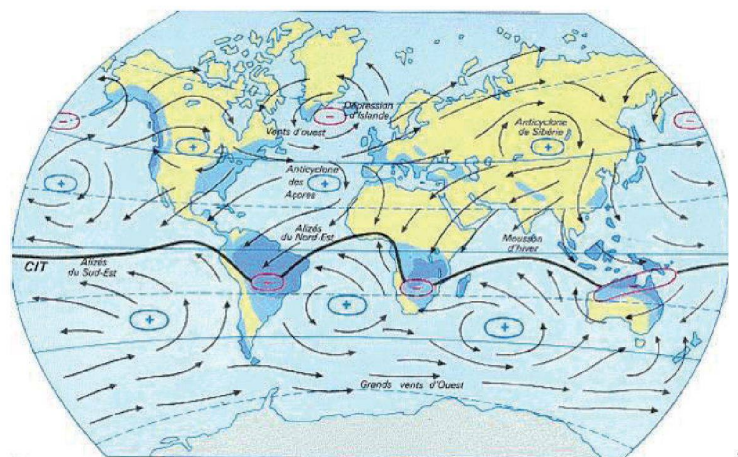 Dépression
d'Islande
Vents d'ouest
Anticyclone
de Sibérie
Anticyclone
des
Açores
Alizés
du Nord-Est
Mousson
d'hiver
CIT
Alizés
du Sud-Est
Grands vents d'Ouest
-
-
+
+
+
-
-
+
+
+